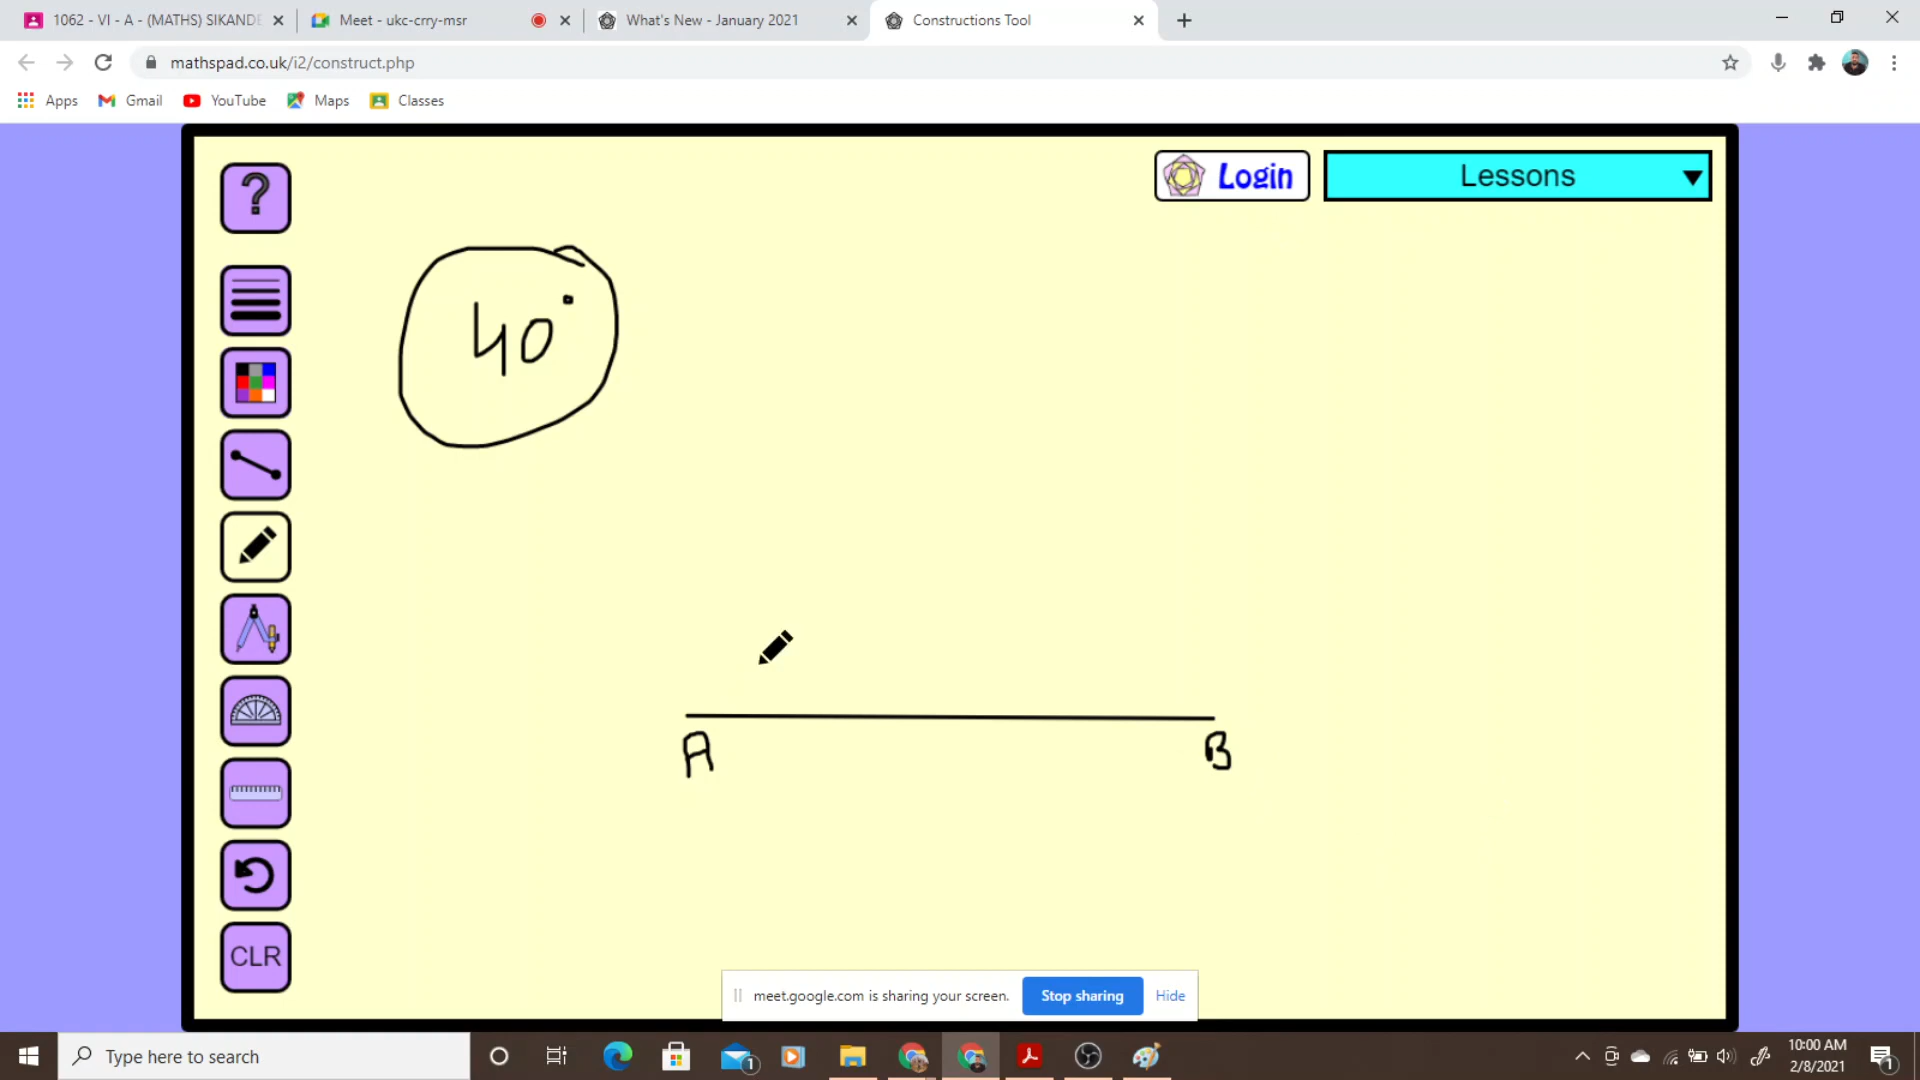 1062 - VI - A - (MATHS) SIKANDE
Meet - ukc-crry-msr
What's New - January 2021
Constructions Tool
mathspad.co.uk/i2/construct.php
Apps
Gmail
YouTube
Maps
Classes
?
Login
Lessons
40°
A
B
CLR
meet.google.com is sharing your screen.
Stop sharing
Hide
Type here to search
1
10:00 AM
2/8/2021
1